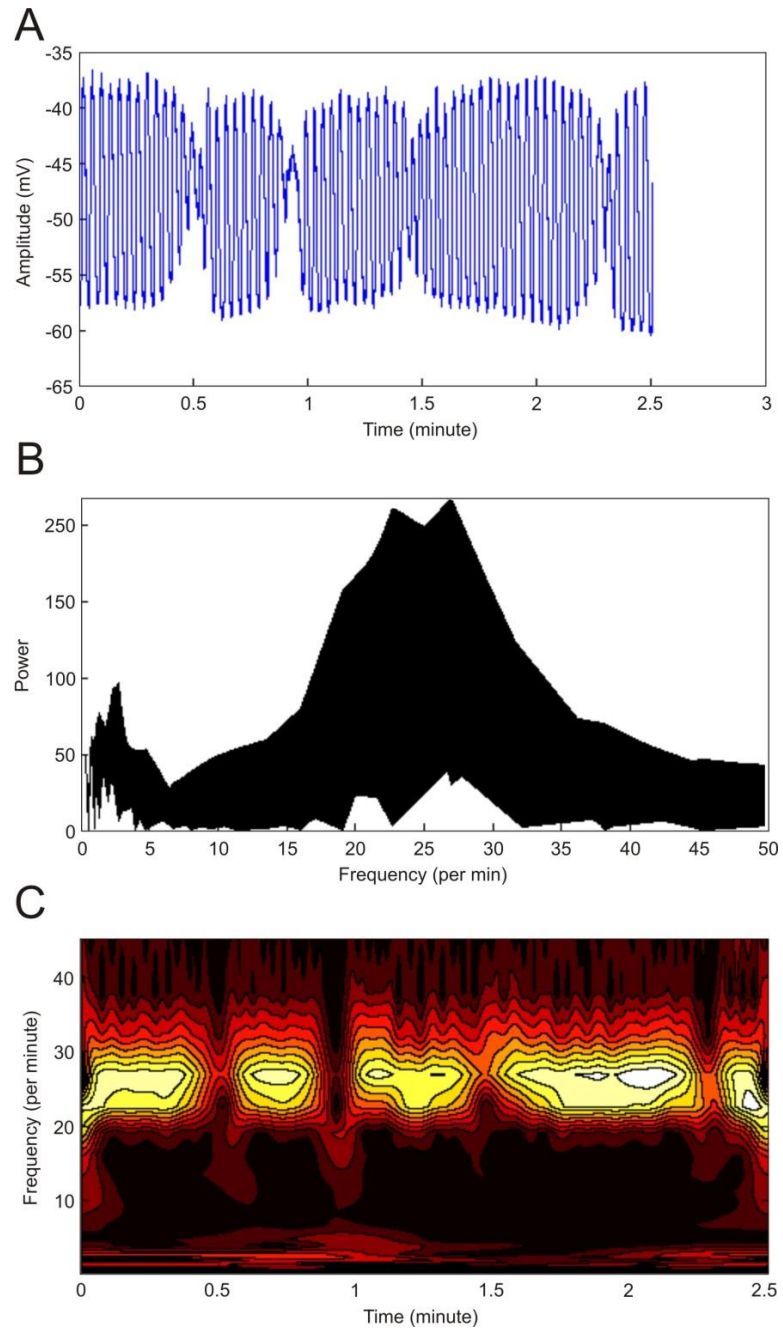 A
-35
-40
-45
-50
-55
-60
-65
Amplitude (mV)
0 0.5 1 1.5 2 2.5 3
Time (minute)
B
250
150
100
50
0
Power
0 5 10 15 20 25 30 35 40 45 50
Frequency (per min)
C
40
30
20
10
Frequency (per minute)
0 0.5 1 1.5 2 2.5
Time (minute)